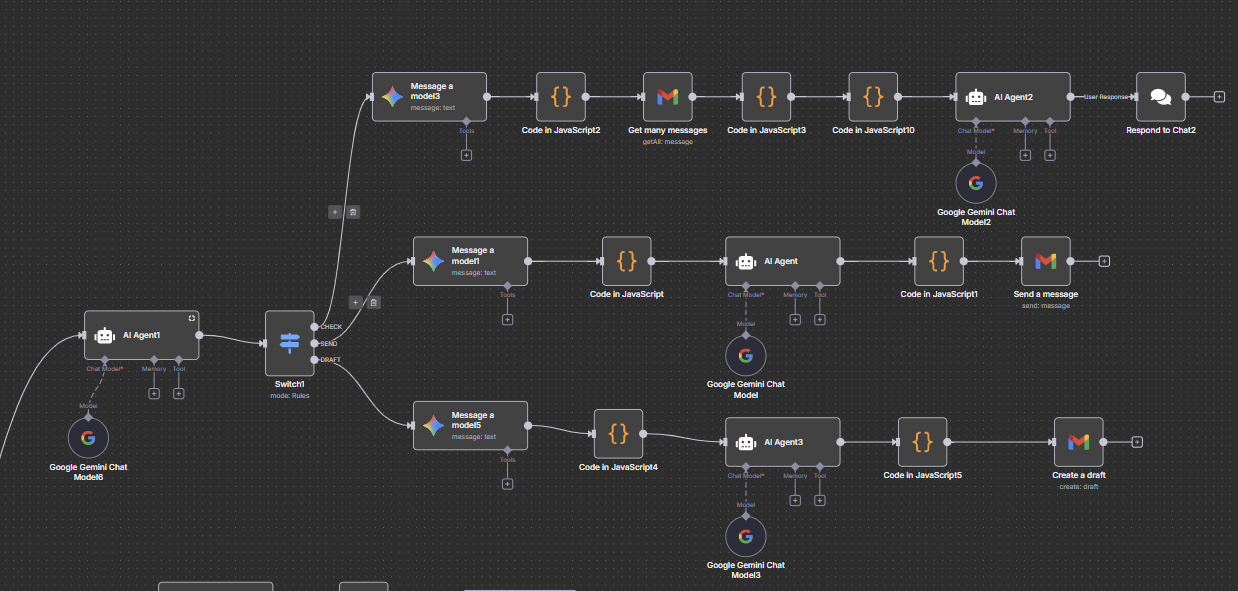 Message a
model3
message: text
Tools
Code in JavaScript2
Get many messages
getAll: message
Code in JavaScript3
Code in JavaScript10
AI Agent2
Chat Model*
Memory
Tool
User Response
Respond to Chat2
Model
Google Gemini Chat
Model2
Message a
model1
message: text
Tools
Code in JavaScript
AI Agent
Chat Model*
Memory
Tool
Code in JavaScript1
Send a message
send: message
Model
Google Gemini Chat
Model
AI Agent1
Chat Model*
Memory
Tool
Model
Google Gemini Chat
Model6
CHECK
SEND
DRAFT
Switch1
mode: Rules
Message a
model5
message: text
Tools
Code in JavaScript4
AI Agent3
Chat Model*
Memory
Tool
Code in JavaScript5
Create a draft
create: draft
Model
Google Gemini Chat
Model3